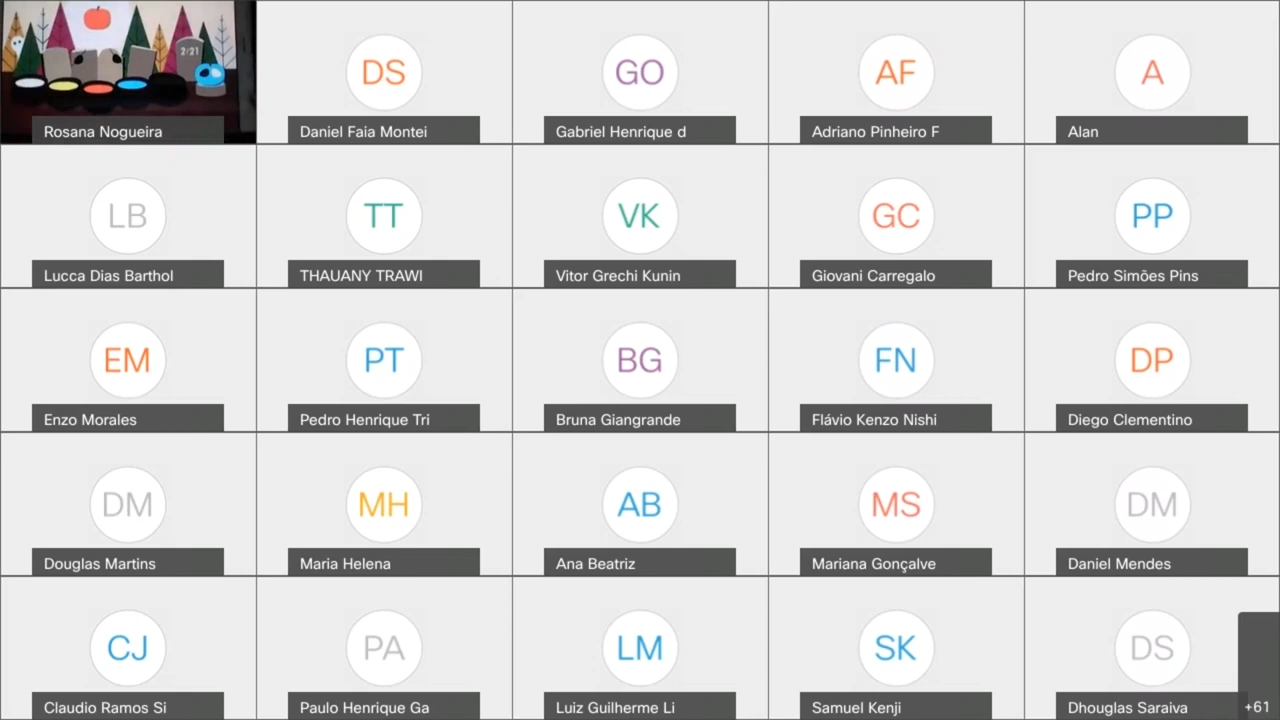 2/21
Rosana Nogueira
DS
Daniel Faia Montei
GO
Gabriel Henrique d
AF
Adriano Pinheiro F
A
Alan
LB
Lucca Dias Barthol
TT
THAUANY TRAWI
VK
Vitor Grechi Kunin
GC
Giovani Carregalo
PP
Pedro Simões Pins
EM
Enzo Morales
PT
Pedro Henrique Tri
BG
Bruna Giangrande
FN
Flávio Kenzo Nishi
DP
Diego Clementino
DM
Douglas Martins
MH
Maria Helena
AB
Ana Beatriz
MS
Mariana Gonçalve
DM
Daniel Mendes
CJ
Claudio Ramos Si
PA
Paulo Henrique Ga
LM
Luiz Guilherme Li
SK
Samuel Kenji
DS
Dhouglas Saraiva
+61